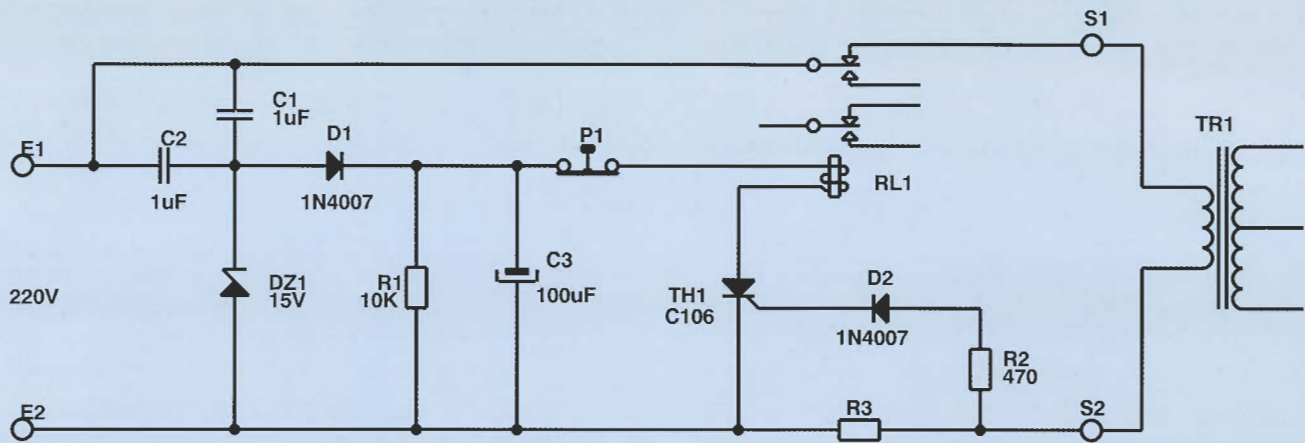 S1
C1
1uF
TR1
C2
D1
P1
E1
1uF
1N4007
RL1
220V
DZ1
15V
R1
10K
C3
100uF
TH1
C106
D2
1N4007
R2
470
E2
R3
S2